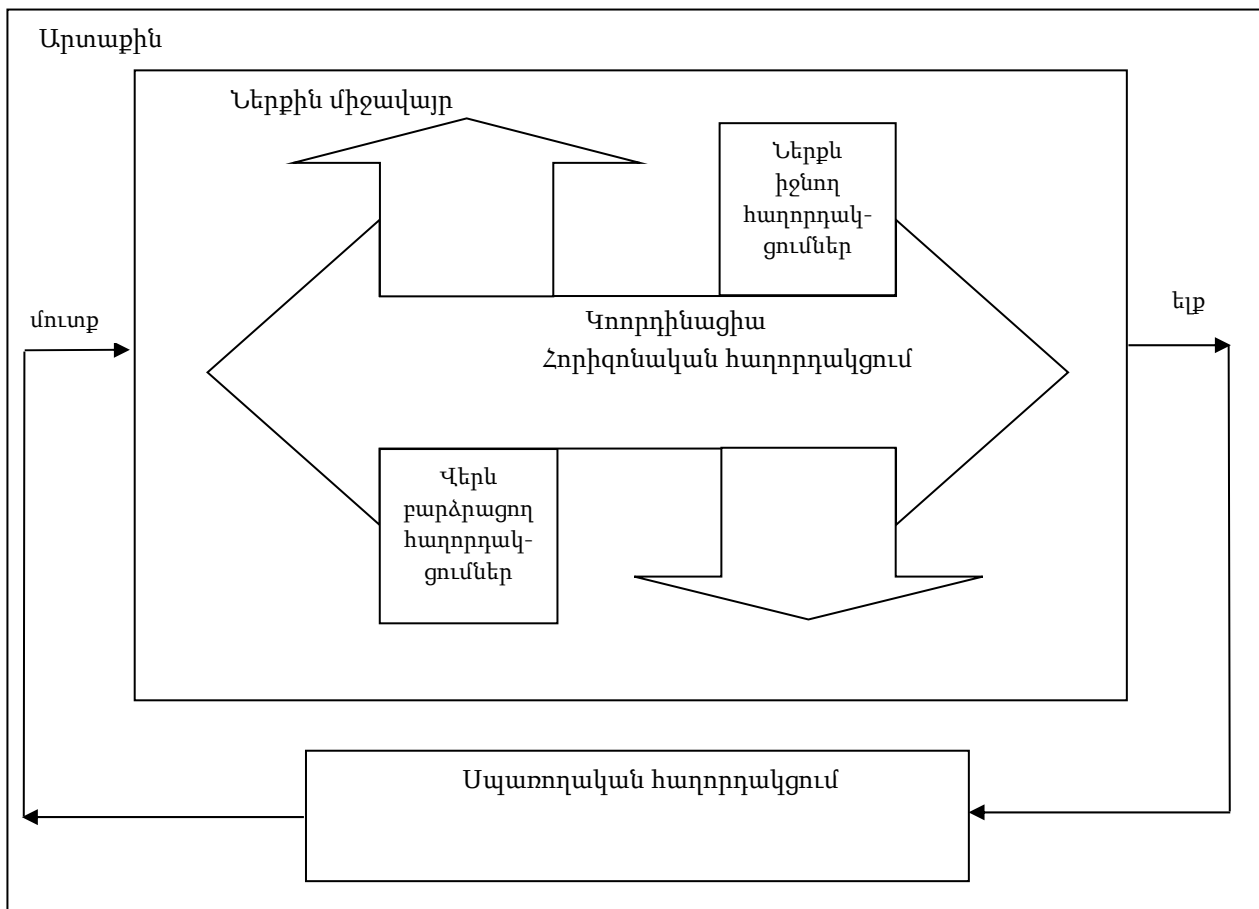 Արտաքին
Ներքին միջավայր
Ներքև
իջնող
հաղորդակ-
ցումներ
մուտք
ելք
Կոորդինացիա
Հորիզոնական հաղորդակցում
Վերև
բարձրացող
հաղորդակ-
ցումներ
Սպառողական հաղորդակցում